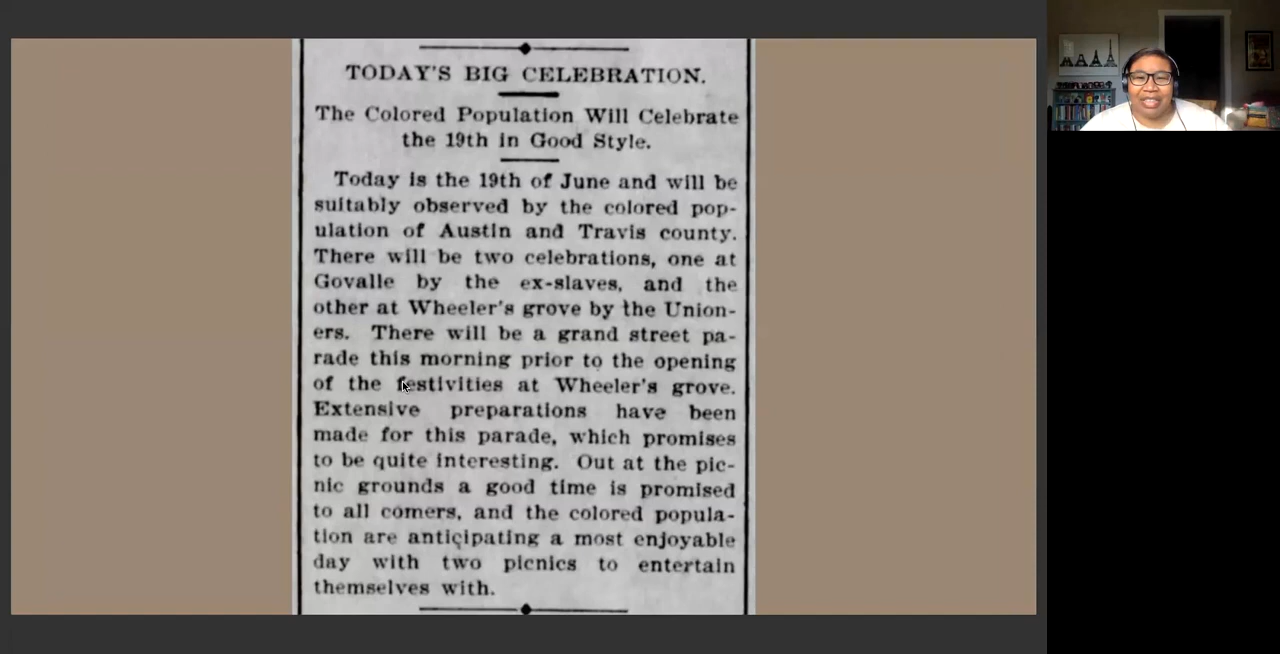 TODAY'S BIG CELEBRATION.
The Colored Population Will Celebrate
the 19th in Good Style.
Today is the 19th of June and will be
suitably observed by the colored pop-
ulation of Austin and Travis county.
There will be two celebrations, one at
Govalle by the ex-slaves, and the
other at Wheeler's grove by the Union-
ers. There will be a grand street pa-
rade this morning prior to the opening
of the festivities at Wheeler's grove.
Extensive preparations have been
made for this parade, which promises
to be quite interesting. Out at the pic-
nic grounds a good time is promised
to all comers, and the colored popula-
tion are anticipating a most enjoyable
day with two picnics to entertain
themselves with.